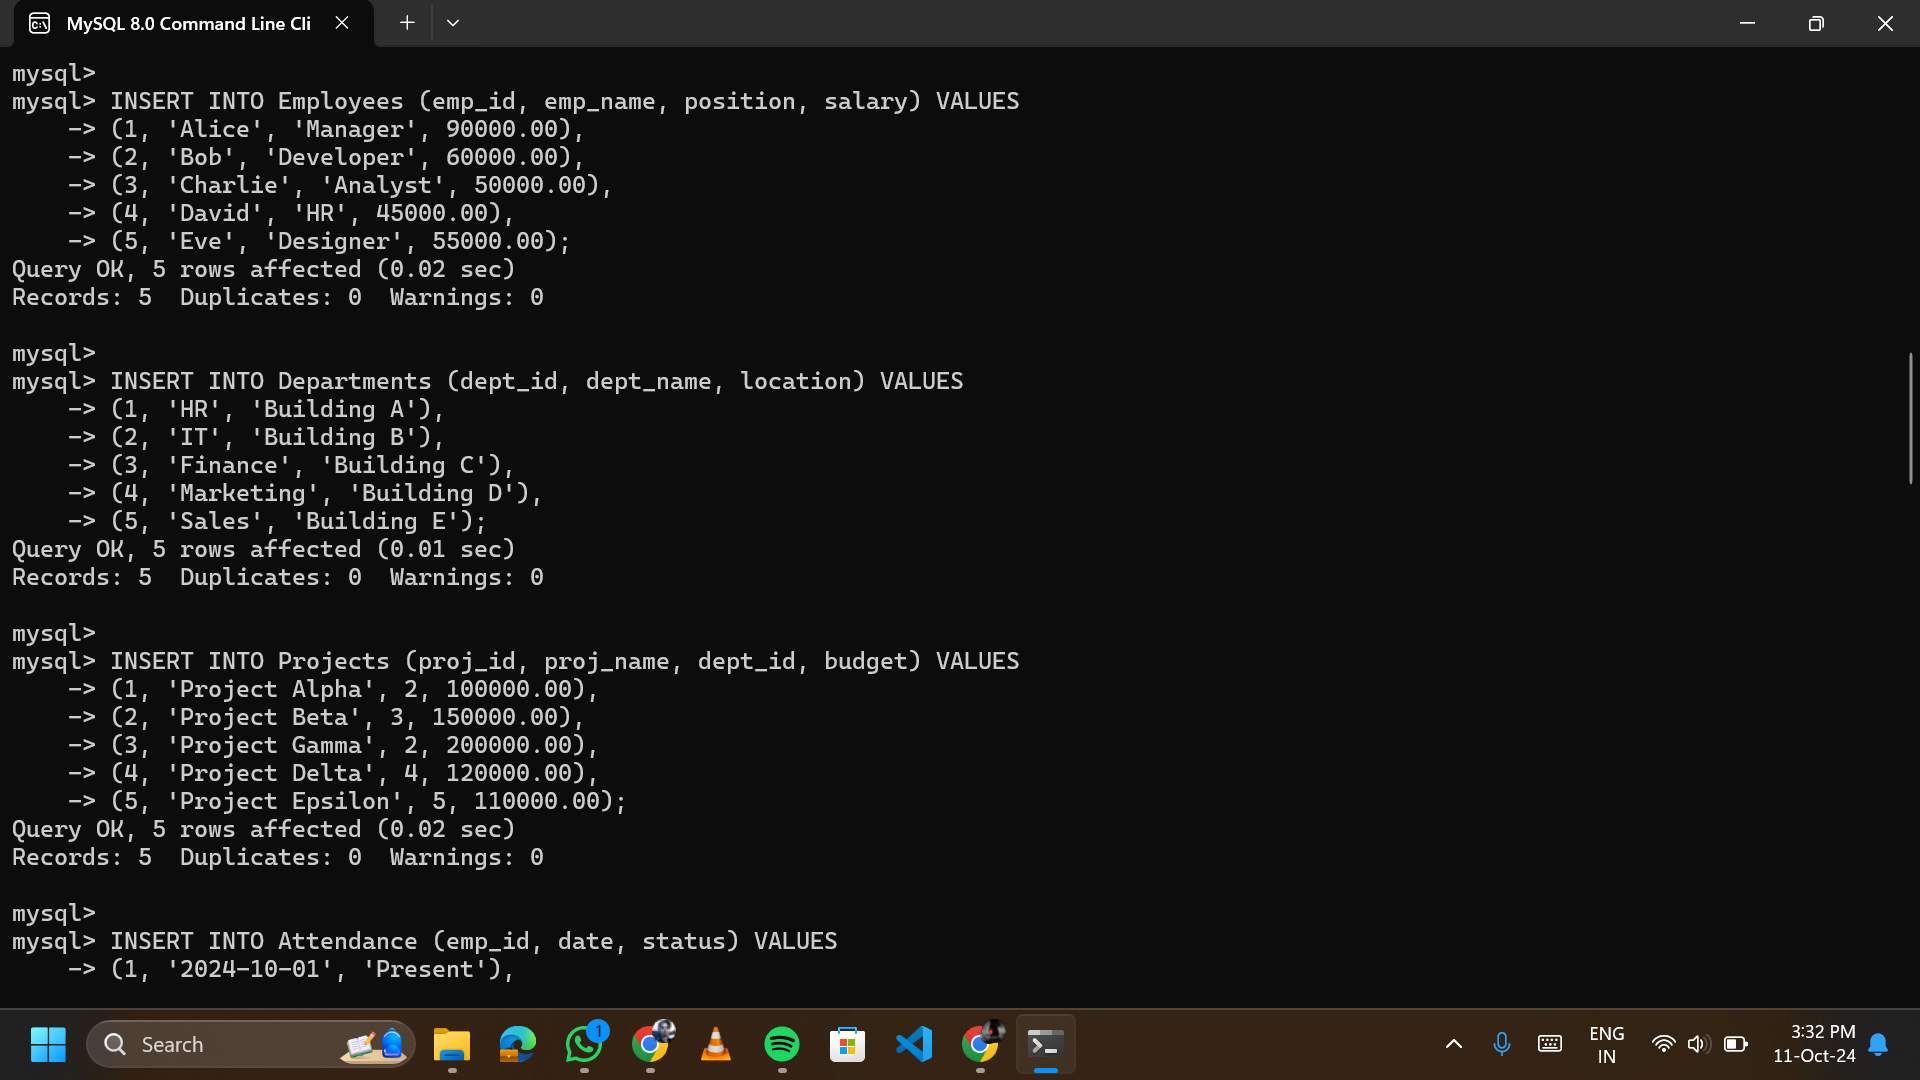 MySQL 8.0 Command Line Cli
mysql>
mysql> INSERT INTO Employees (emp_id, emp_name, position, salary) VALUES
    -> (1, 'Alice', 'Manager', 90000.00),
    -> (2, 'Bob', 'Developer', 60000.00),
    -> (3, 'Charlie', 'Analyst', 50000.00),
    -> (4, 'David', 'HR', 45000.00),
    -> (5, 'Eve', 'Designer', 55000.00);
Query OK, 5 rows affected (0.02 sec)
Records: 5  Duplicates: 0  Warnings: 0
mysql>
mysql> INSERT INTO Departments (dept_id, dept_name, location) VALUES
    -> (1, 'HR', 'Building A'),
    -> (2, 'IT', 'Building B'),
    -> (3, 'Finance', 'Building C'),
    -> (4, 'Marketing', 'Building D'),
    -> (5, 'Sales', 'Building E');
Query OK, 5 rows affected (0.01 sec)
Records: 5  Duplicates: 0  Warnings: 0
mysql>
mysql> INSERT INTO Projects (proj_id, proj_name, dept_id, budget) VALUES
    -> (1, 'Project Alpha', 2, 100000.00),
    -> (2, 'Project Beta', 3, 150000.00),
    -> (3, 'Project Gamma', 2, 200000.00),
    -> (4, 'Project Delta', 4, 120000.00),
    -> (5, 'Project Epsilon', 5, 110000.00);
Query OK, 5 rows affected (0.02 sec)
Records: 5  Duplicates: 0  Warnings: 0
mysql>
mysql> INSERT INTO Attendance (emp_id, date, status) VALUES
    -> (1, '2024-10-01', 'Present'),
Search
1
ENG
IN
3:32 PM
11-Oct-24